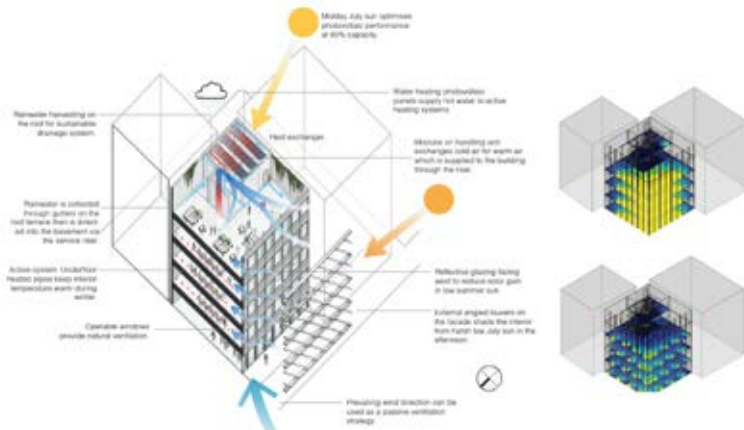 Midday July sun optimises
photovoltaic performance
at 60% capacity.
Water heating photovoltaic
panels supply hot water to active
heating systems
Rainwater harvesting on
the roof for sustainable
drainage system.
Heat exchanger.
air handling unit
exchanges cold air for warm air
which is supplied to the building
through the riser.
Rainwater is collected
through gutters on the
roof terrace then is
into the basement via
the service riser.
Active system: Underfloor
heated pipes keep interior
temperature warm during
winter.
Reflective glazing facing
west to reduce solar gain
in low summer sun.
External angled louvers on
the facade shade the interior
from harsh low July sun in the
afternoon.
Operable windows
provide natural ventilation.
Prevailing wind direction can be
used as a passive ventilation
strategy.